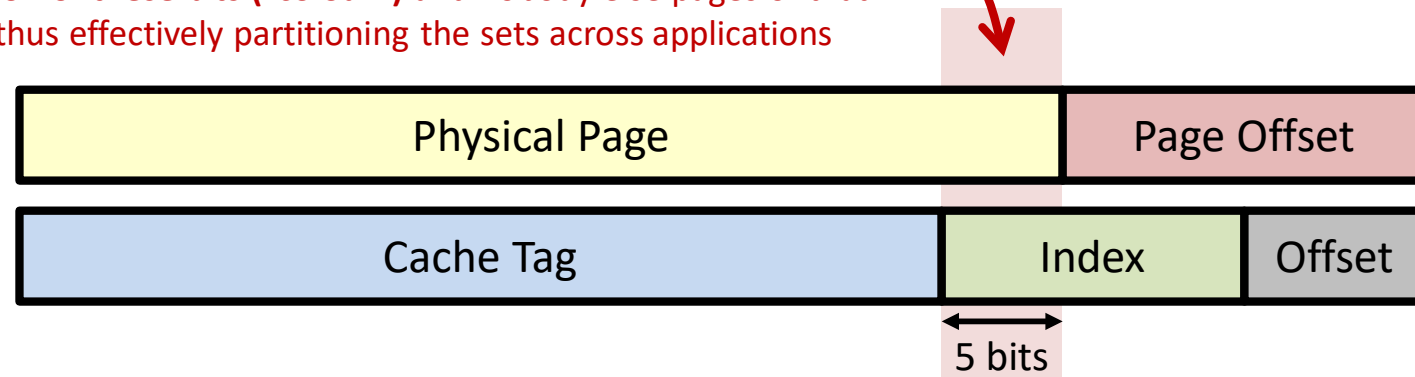 thus effectively partitioning the sets across applications
Physical Page
Page Offset
Cache Tag
Index
Offset
5 bits